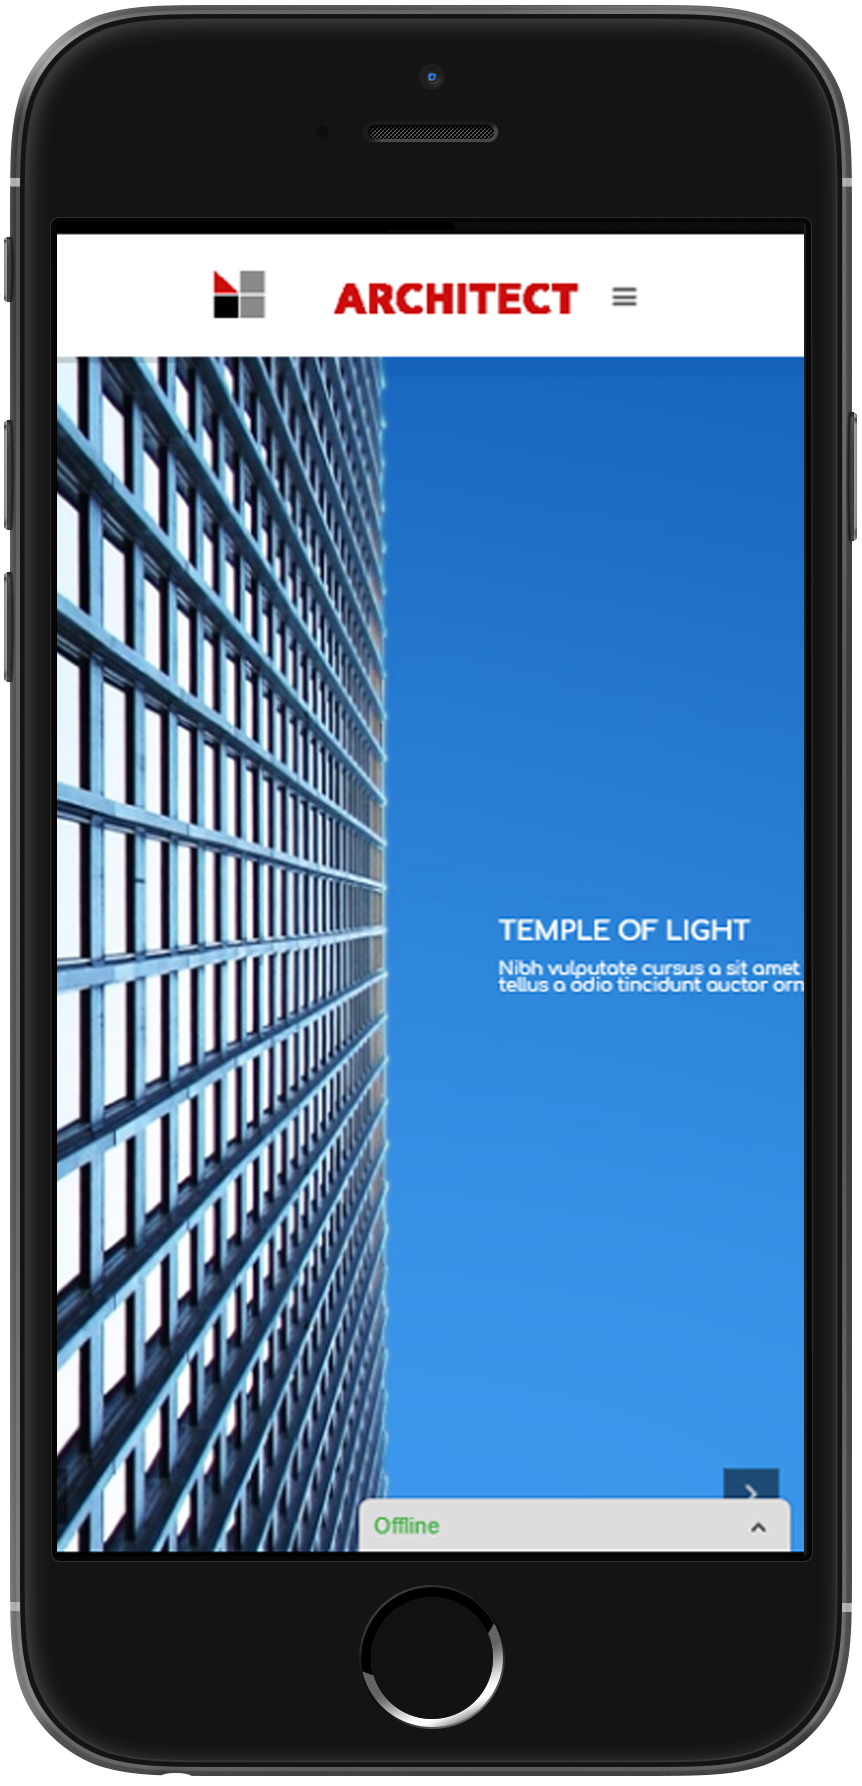 ARCHITECT
TEMPLE OF LIGHT
Nibh vulputate cursus a sit amet
tellus a odio tincidunt auctor orn
Offline